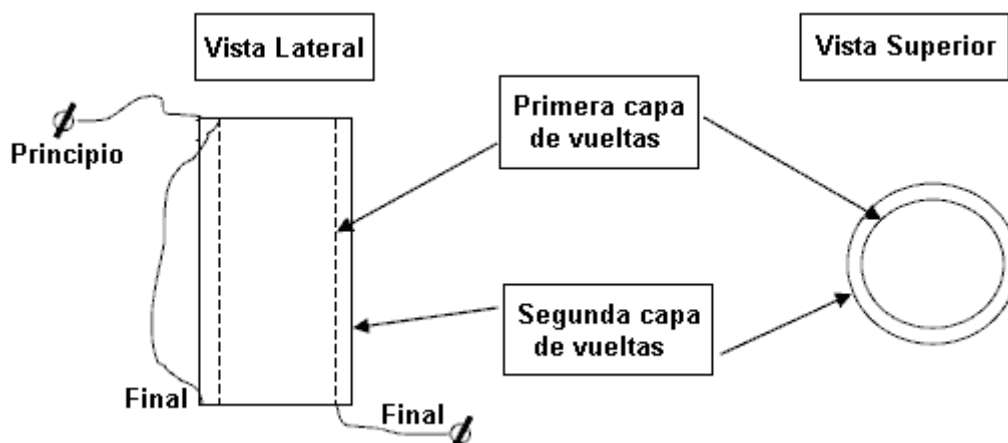 Vista Lateral
Vista Superior
Primera capa
de vueltas
Principio
Segunda capa
de vueltas
Final
Final